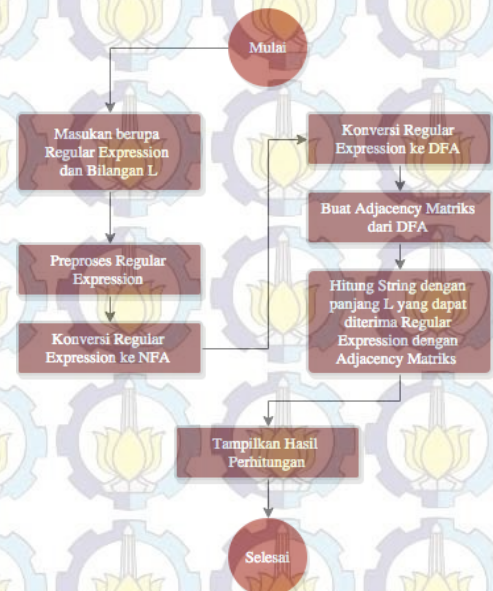 Mulai
Masukan berupa
Regular Expression
dan Bilangan L
Preproses Regular
Expression
Konversi Regular
Expression ke NFA
Konversi Regular
Expression ke DFA
Buat Adjacency Matriks
dari DFA
Hitung String dengan
panjang L yang dapat
diterima Regular
Expression dengan
Adjacency Matriks
Tampilkan Hasil
Perhitungan
Selesai